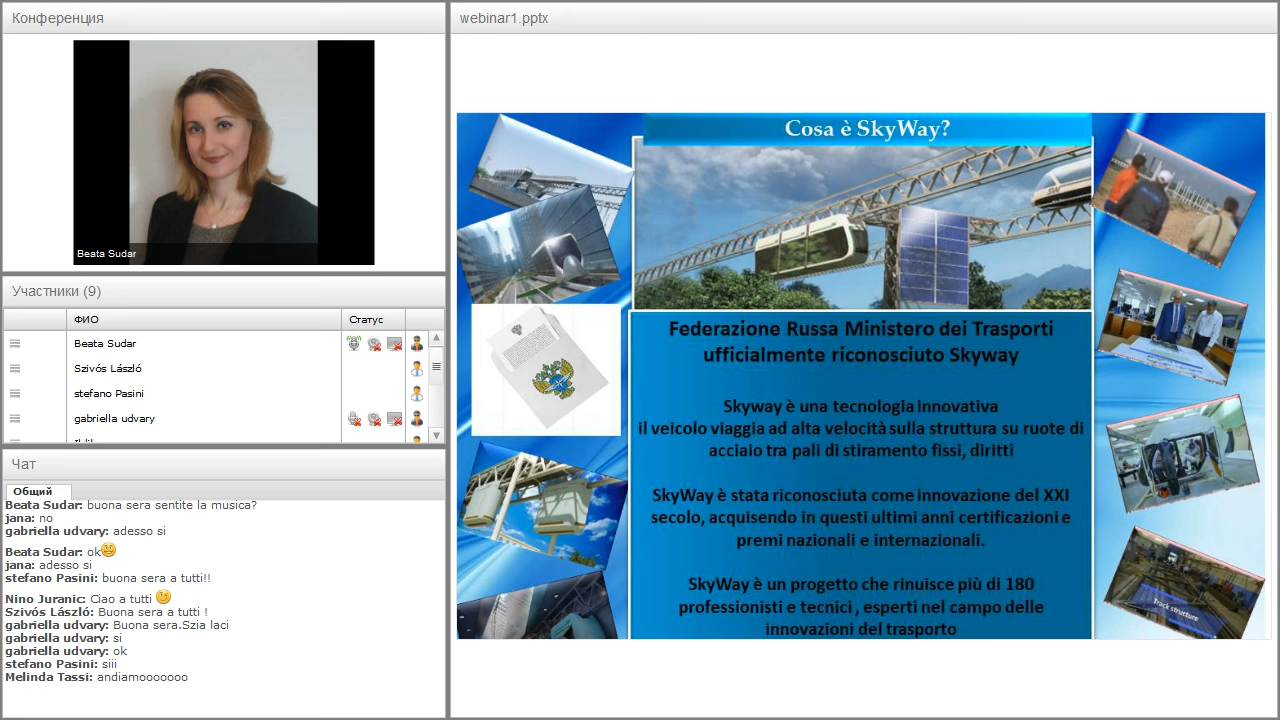 Конференция
Beata Sudar
Участники (9)
ФИО
Статус
Beata Sudar
Szivós László
stefano Pasini
gabriella udvary
Чат
Общий
Beata Sudar: buona sera sentite la musica?
jana: no
gabriella udvary: adesso si
Beata Sudar: ok
jana: adesso si
stefano Pasini: buona sera a tutti!!
Nino Juranic: Ciao a tutti
Szivós László: Buona sera a tutti !
gabriella udvary: Buona sera.Szia laci
gabriella udvary: si
gabriella udvary: ok
stefano Pasini: siii
Melinda Tassi: andiamooooooo
webinar1.pptx
Cosa è SkyWay?
SW
Federazione Russa Ministero dei Trasporti
ufficialmente riconosciuto Skyway
Skyway è una tecnologia innovativa
il veicolo viaggia ad alta velocità sulla struttura su ruote di
acciaio tra pali di stiramento fissi, diritti
SkyWay è stata riconosciuta come innovazione del XXI
secolo, acquisendo in questi ultimi anni certificazioni e
premi nazionali e internazionali.
SkyWay è un progetto che rinuisce più di 180
professionisti e tecnici , esperti nel campo delle
innovazioni del trasporto
Track structure